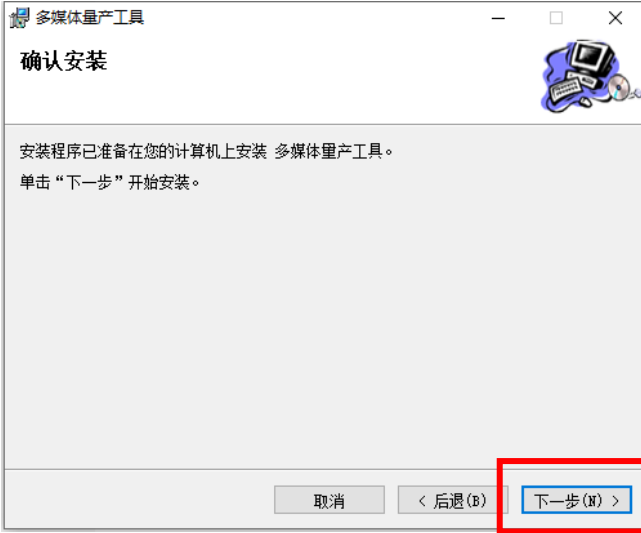 多媒体量产工具
确认安装
安装程序已准备在您的计算机上安装 多媒体量产工具。
单击“下一步”开始安装。
取消
< 后退(B)
下一步(N) >